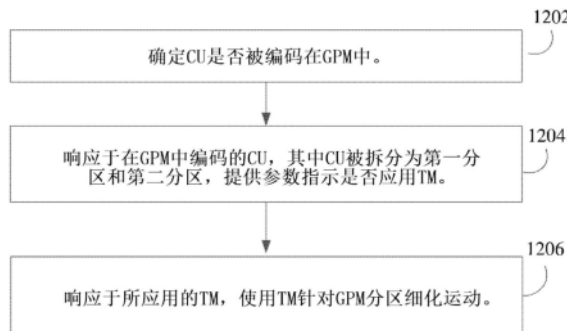 1202
确定CU是否被编码在GPM中。
1204
响应于在GPM中编码的CU，其中CU被拆分为第一分
区和第二分区，提供参数指示是否应用TM。
1206
响应于所应用的TM，使用TM针对GPM分区细化运动。